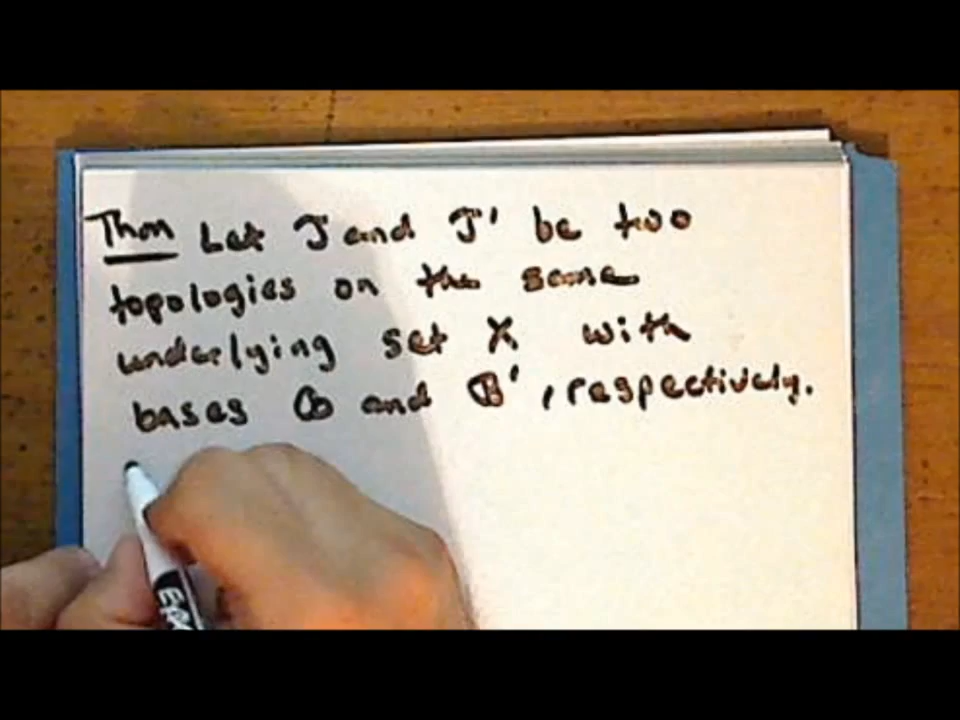 Thm Let T and T' be two
topologies on the same
underlying set X with
bases B and B', respectively.